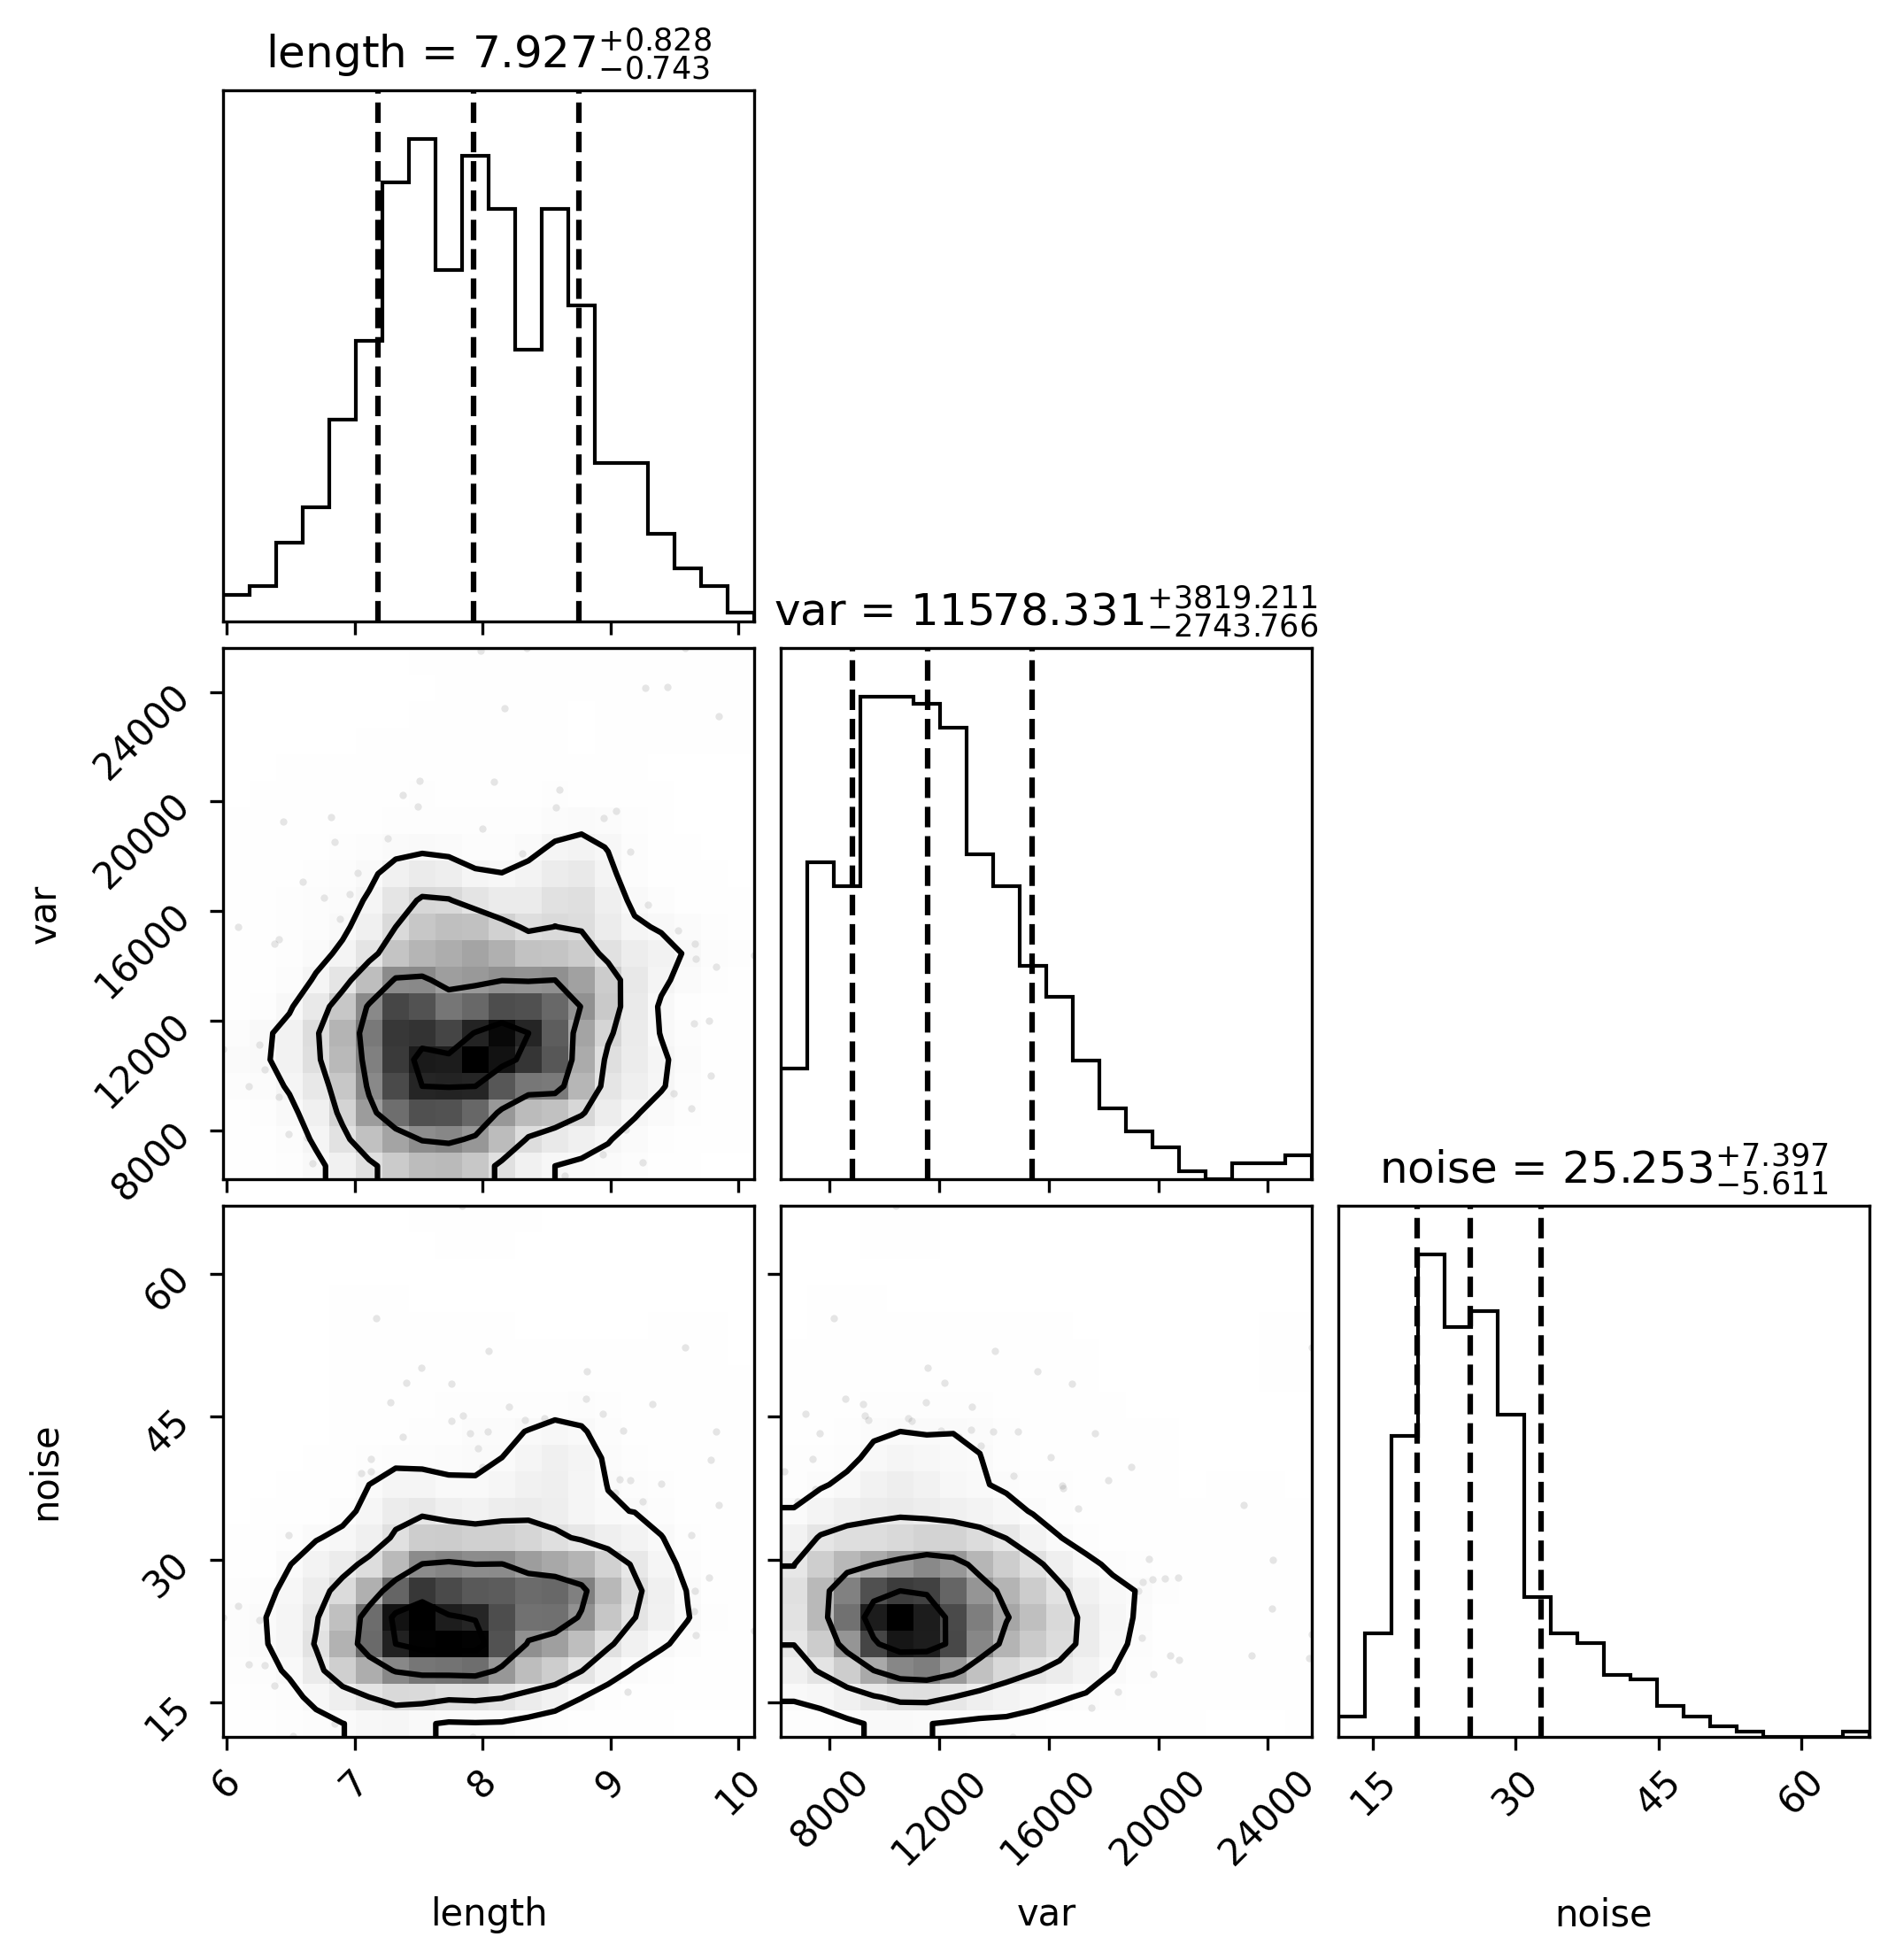 length = 7.927 +0.828 −0.743
var = 11578.331 +3819.211 −2743.766
24000
20000
16000
12000
8000
var
noise = 25.253 +7.397 −5.611
60
45
30
15
noise
6 7 8 9 10
8000 12000 16000 20000 24000
15 30 45 60
length
var
noise